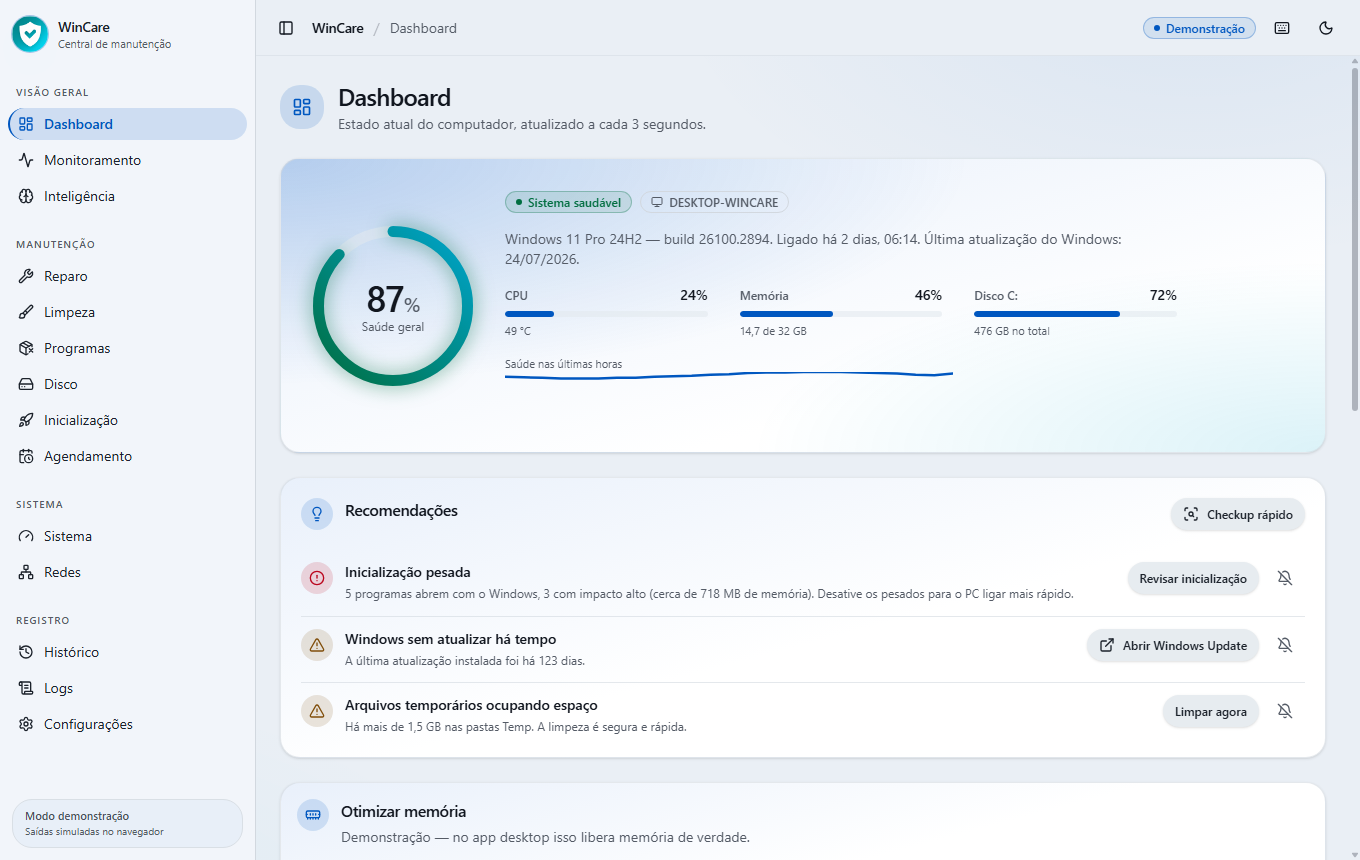 WinCare
Central de manutenção
VISÃO GERAL
Dashboard
Monitoramento
Inteligência
MANUTENÇÃO
Reparo
Limpeza
Programas
Disco
Inicialização
Agendamento
SISTEMA
Sistema
Redes
REGISTRO
Histórico
Logs
Configurações
Modo demonstração
Saídas simuladas no navegador
WinCare / Dashboard
Demonstração
Dashboard
Estado atual do computador, atualizado a cada 3 segundos.
87%
Saúde geral
Sistema saudável
DESKTOP-WINCARE
Windows 11 Pro 24H2 — build 26100.2894. Ligado há 2 dias, 06:14. Última atualização do Windows:
24/07/2026.
CPU 24%
49 °C
Memória 46%
14,7 de 32 GB
Disco C: 72%
476 GB no total
Saúde nas últimas horas
Recomendações
Checkup rápido
Inicialização pesada
5 programas abrem com o Windows, 3 com impacto alto (cerca de 718 MB de memória). Desative os pesados para o PC ligar mais rápido.
Revisar inicialização
Windows sem atualizar há tempo
A última atualização instalada foi há 123 dias.
Abrir Windows Update
Arquivos temporários ocupando espaço
Há mais de 1,5 GB nas pastas Temp. A limpeza é segura e rápida.
Limpar agora
Otimizar memória
Demonstração — no app desktop isso libera memória de verdade.